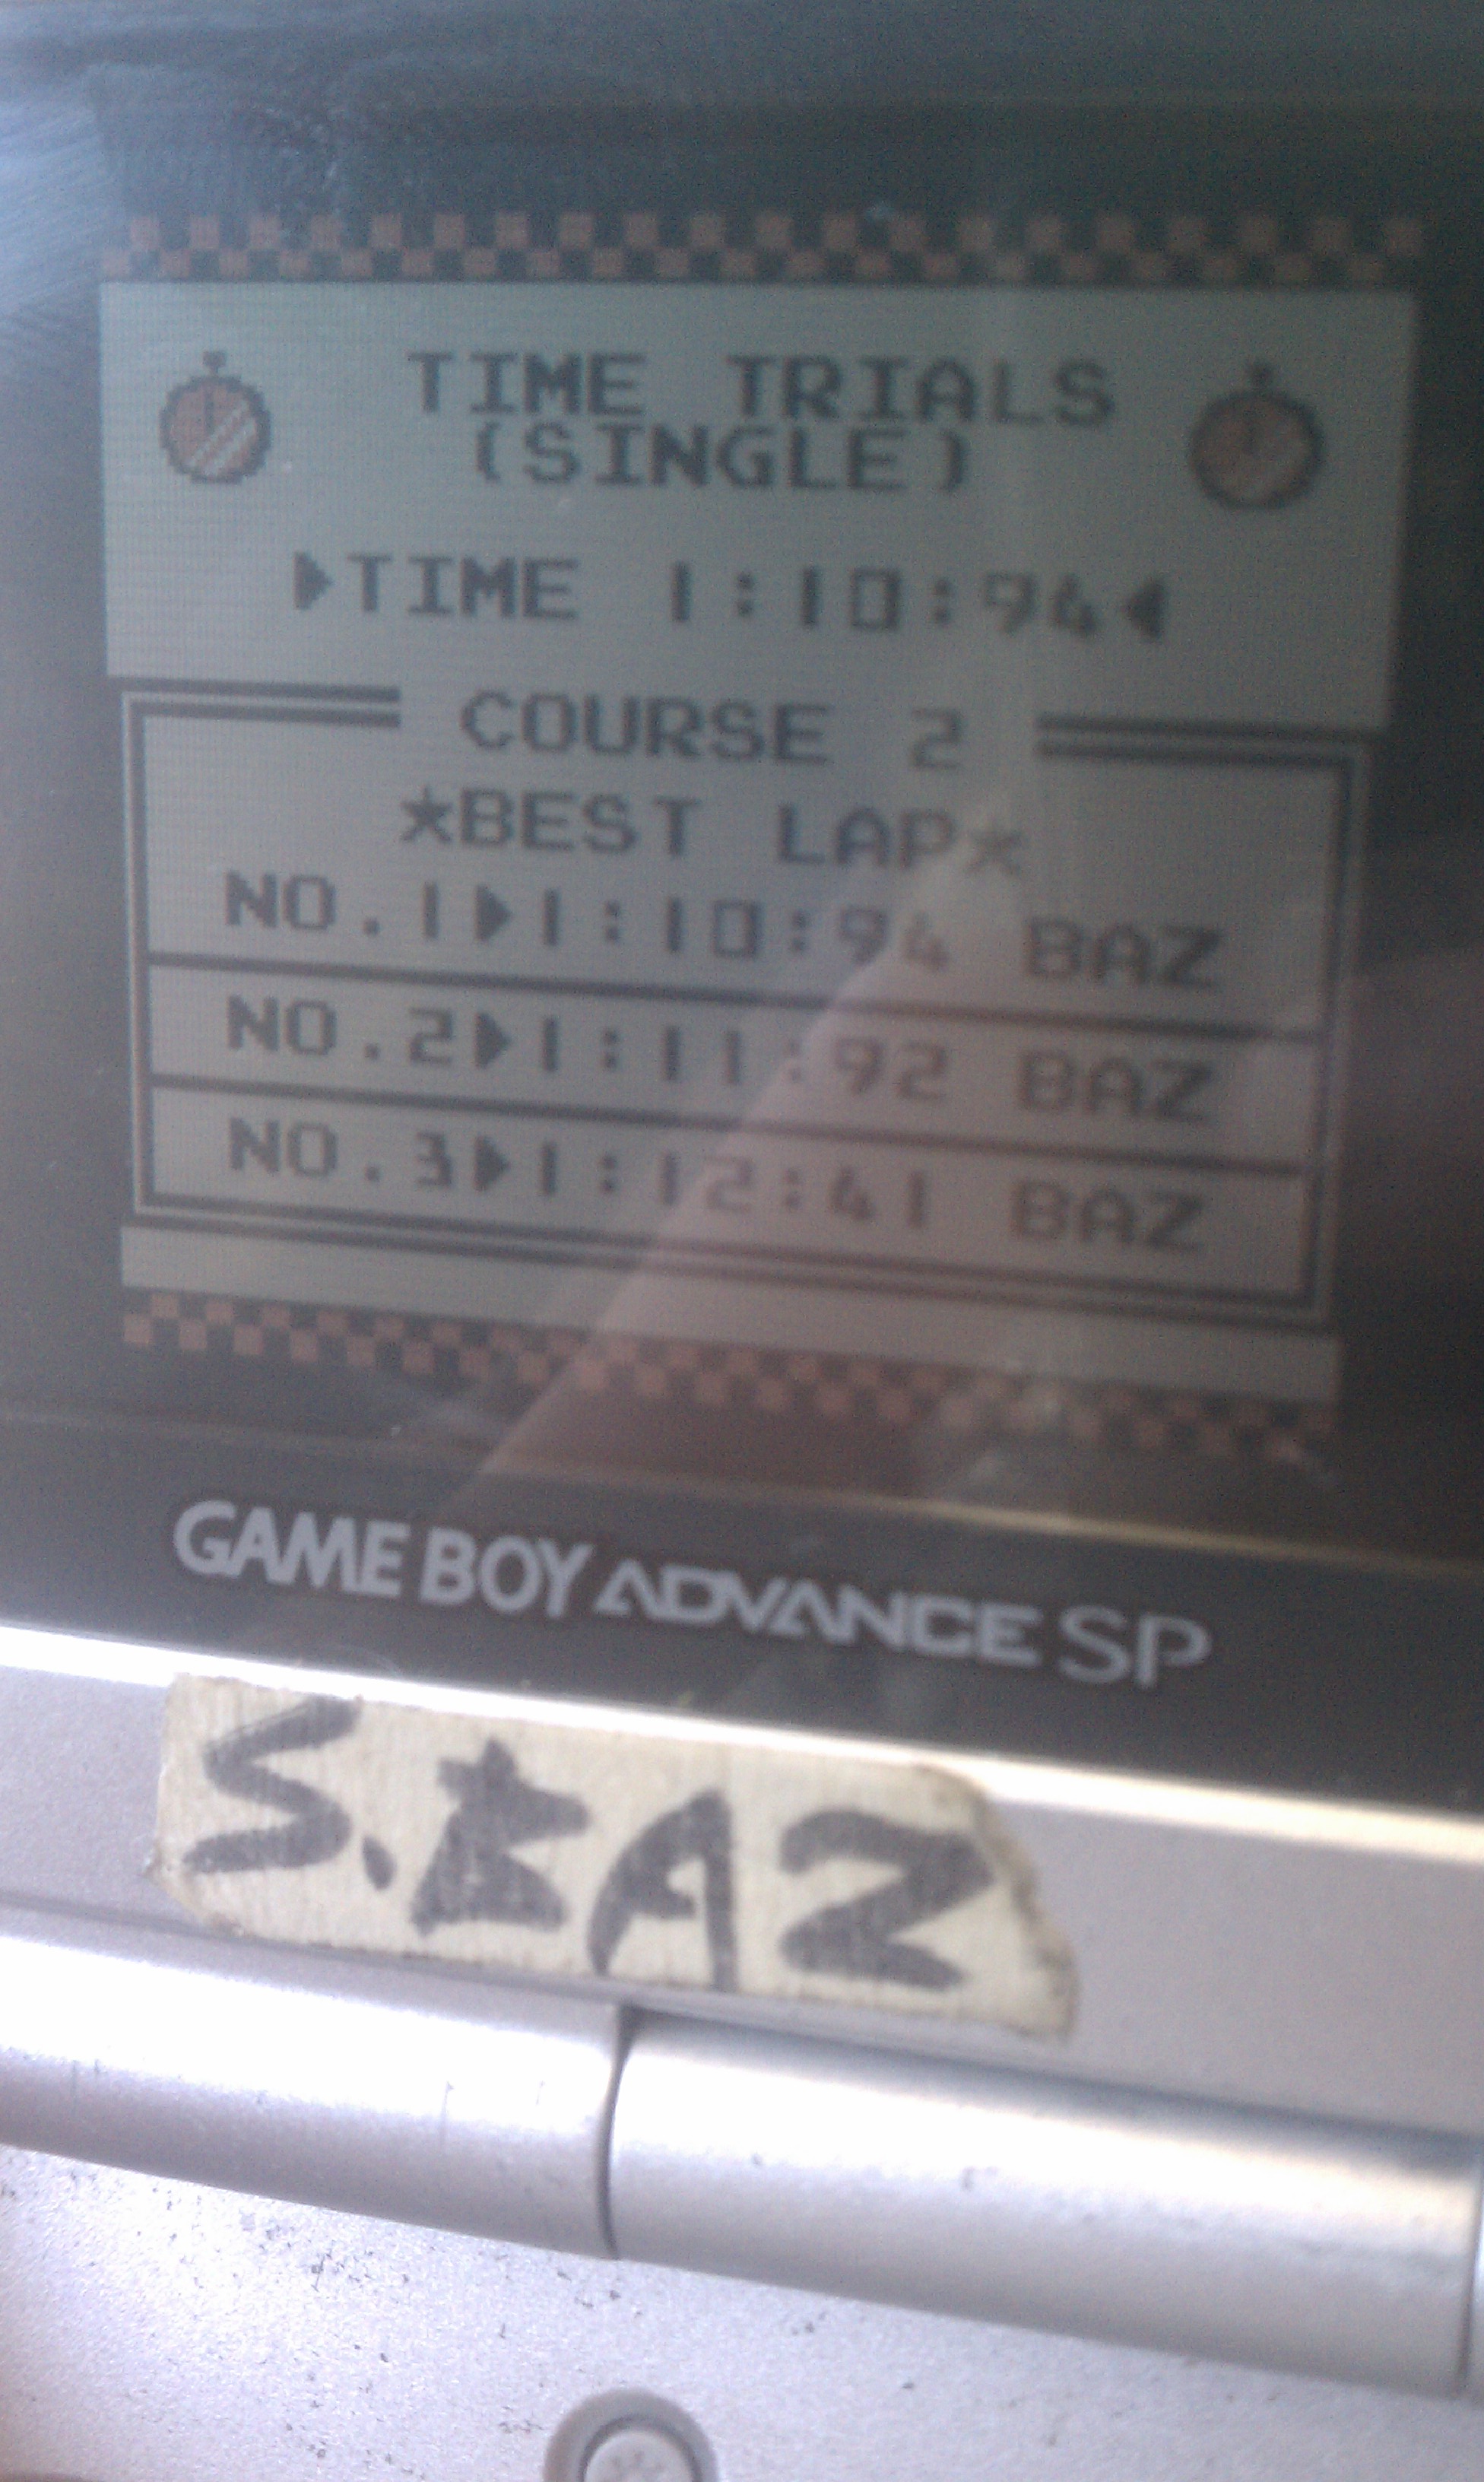 TIME TRIALS
(SINGLE)
▶TIME 1:10:94◀
COURSE 2
★BEST LAP★
NO.1▶1:10:94 BAZ
NO.2▶1:11:92 BAZ
NO.3▶1:12:41 BAZ
GAME BOY ADVANCE SP
S.BAZ